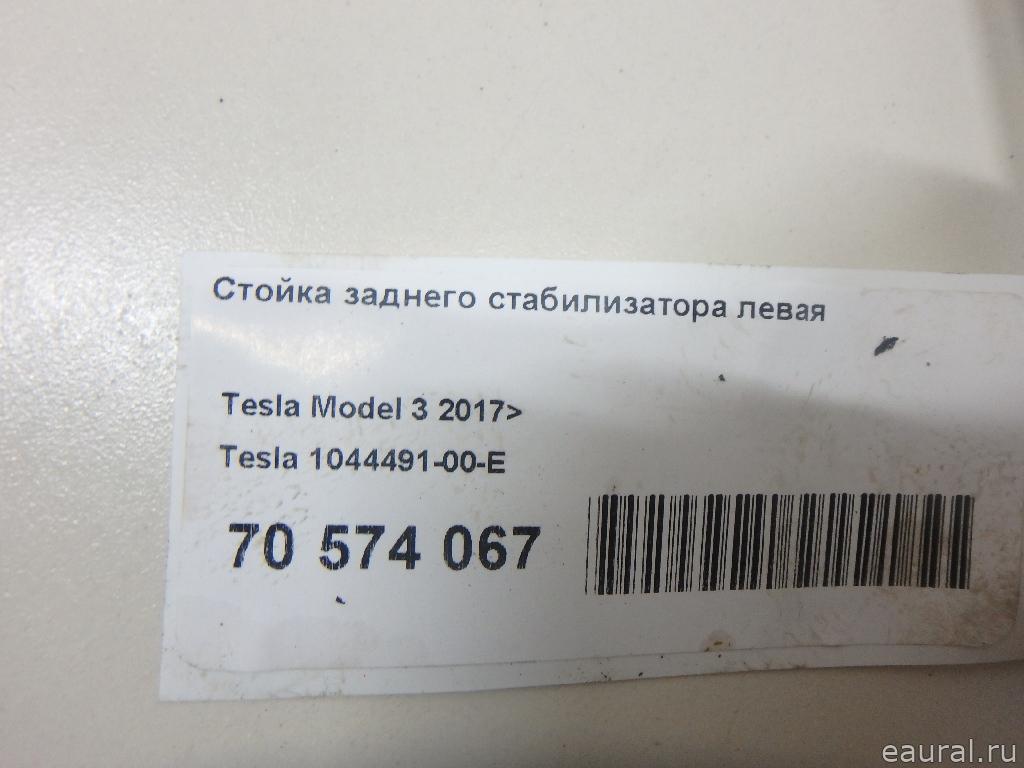 Стойка заднего стабилизатора левая
Tesla Model 3 2017>
Tesla 1044491-00-E
70 574 067
eaural.ru